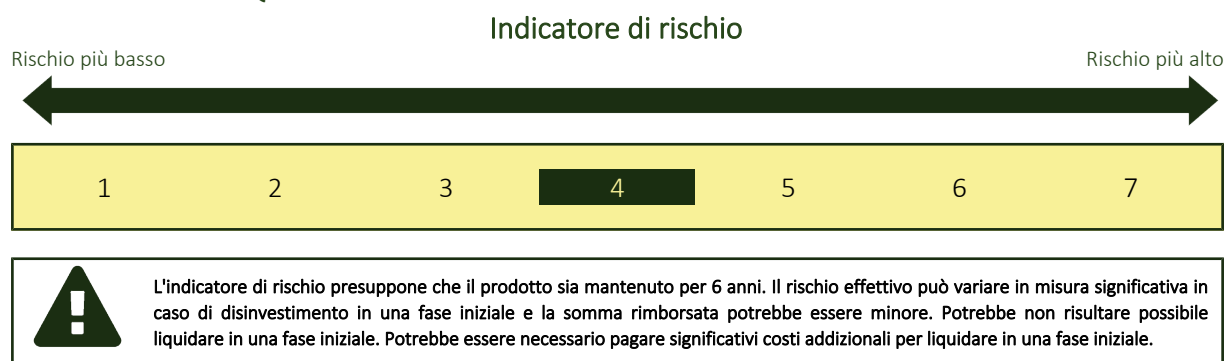 Indicatore di rischio
Rischio più basso
Rischio più alto
1 2 3 4 5 6 7
L'indicatore di rischio presuppone che il prodotto sia mantenuto per 6 anni. Il rischio effettivo può variare in misura significativa in
caso di disinvestimento in una fase iniziale e la somma rimborsata potrebbe essere minore. Potrebbe non risultare possibile
liquidare in una fase iniziale. Potrebbe essere necessario pagare significativi costi addizionali per liquidare in una fase iniziale.